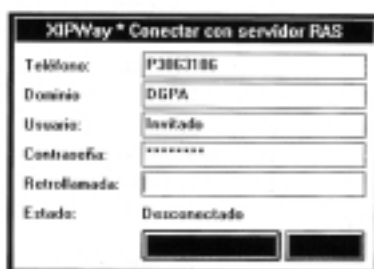 XIPWay * Conectar con servidor RAS
Teléfono: P3063106
Dominio DGPA
Usuario: Invitado
Contraseña: ********
Retrollamada:
Estado: Desconectado